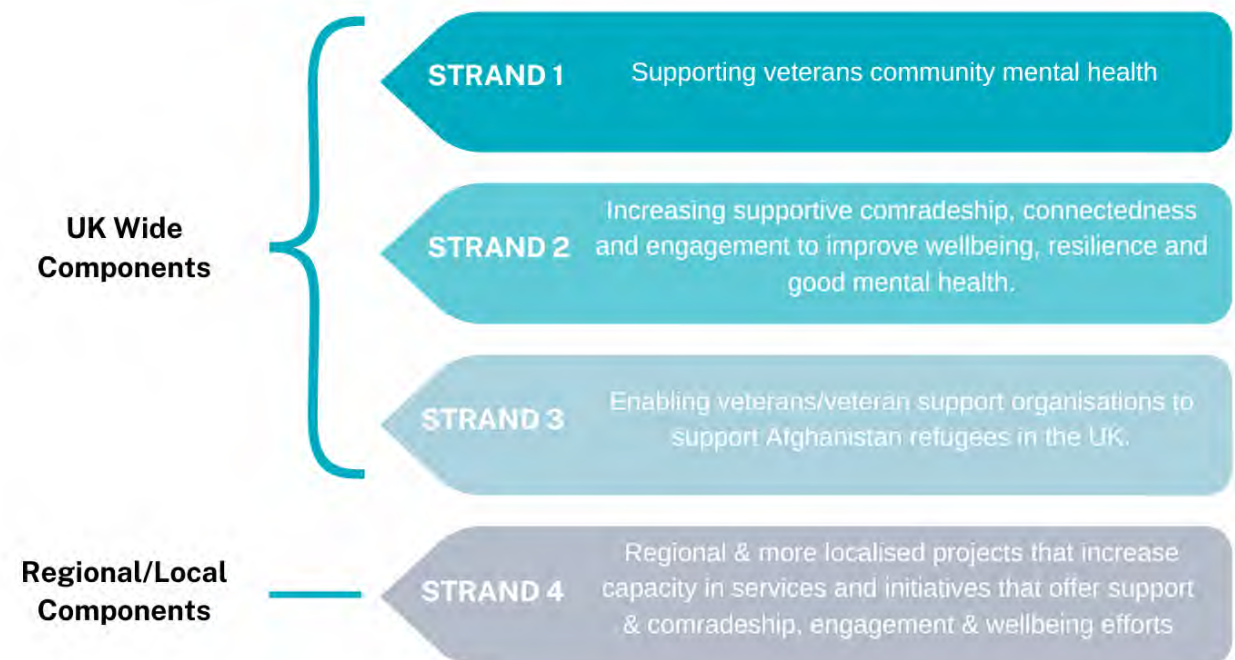 UK Wide
Components
STRAND 1
Supporting veterans community mental health
STRAND 2
Increasing supportive comradeship, connectedness
and engagement to improve wellbeing, resilience and
good mental health.
STRAND 3
Enabling veterans/veteran support organisations to
support Afghanistan refugees in the UK.
Regional/Local
Components
STRAND 4
Regional & more localised projects that increase
capacity in services and initiatives that offer support
& comradeship, engagement & wellbeing efforts